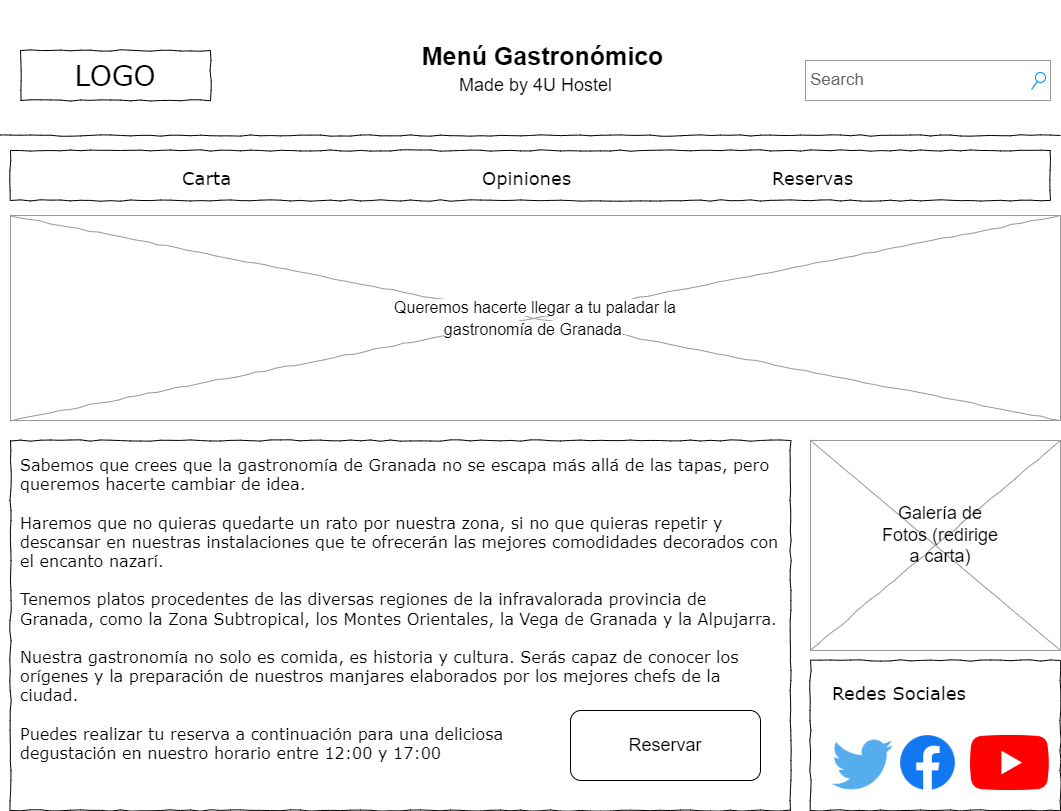 LOGO
Menú Gastronómico
Made by 4U Hostel
Search
Carta
Opiniones
Reservas
Queremos hacerte llegar a tu paladar la
gastronomía de Granada.
Sabemos que crees que la gastronomía de Granada no se escapa más allá de las tapas, pero
queremos hacerte cambiar de idea.
Haremos que no quieras quedarte un rato por nuestra zona, si no que quieras repetir y
descansar en nuestras instalaciones que te ofrecerán las mejores comodidades decorados con
el encanto nazarí.
Tenemos platos procedentes de las diversas regiones de la infravalorada provincia de
Granada, como la Zona Subtropical, los Montes Orientales, la Vega de Granada y la Alpujarra.
Nuestra gastronomía no solo es comida, es historia y cultura. Serás capaz de conocer los
orígenes y la preparación de nuestros manjares elaborados por los mejores chefs de la
ciudad.
Puedes realizar tu reserva a continuación para una deliciosa
degustación en nuestro horario entre 12:00 y 17:00
Reservar
Galería de
Fotos (redirige
a carta)
Redes Sociales